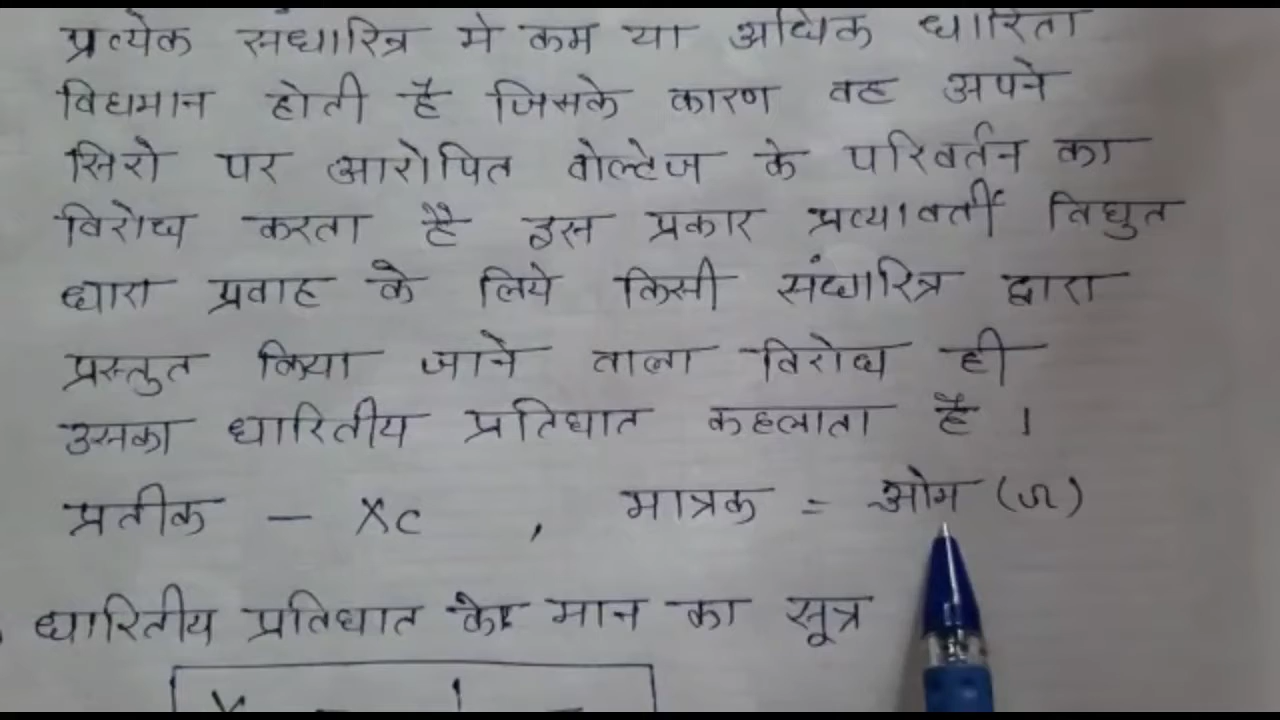 प्रत्येक संधारित्र मे कम या अधिक धारिता
विद्यमान होती है जिसके कारण वह अपने
सिरो पर आरोपित वोल्टेज के परिवर्तन का
विरोध करता है इस प्रकार प्रत्यावर्ती विधुत
धारा प्रवाह के लिये किसी संधारित्र द्वारा
प्रस्तुत किया जाने वाला विरोध ही
उसका धारितीय प्रतिघात कहलाता है ।
प्रतीक – Xc , मात्रक = ओम (Ω)
धारितीय प्रतिघात के मान का सूत्र